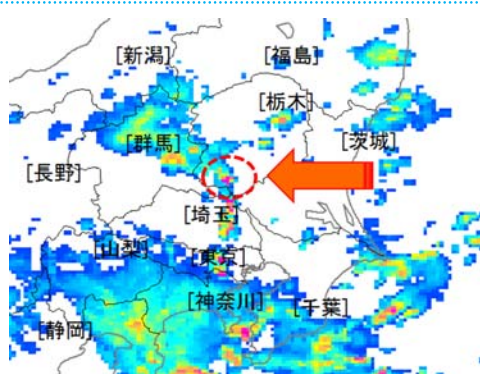 [新潟]
[福島]
[栃木]
[群馬]
[茨城]
[長野]
[埼玉]
[山梨]
[東京]
[神奈川]
[千葉]
[静岡]